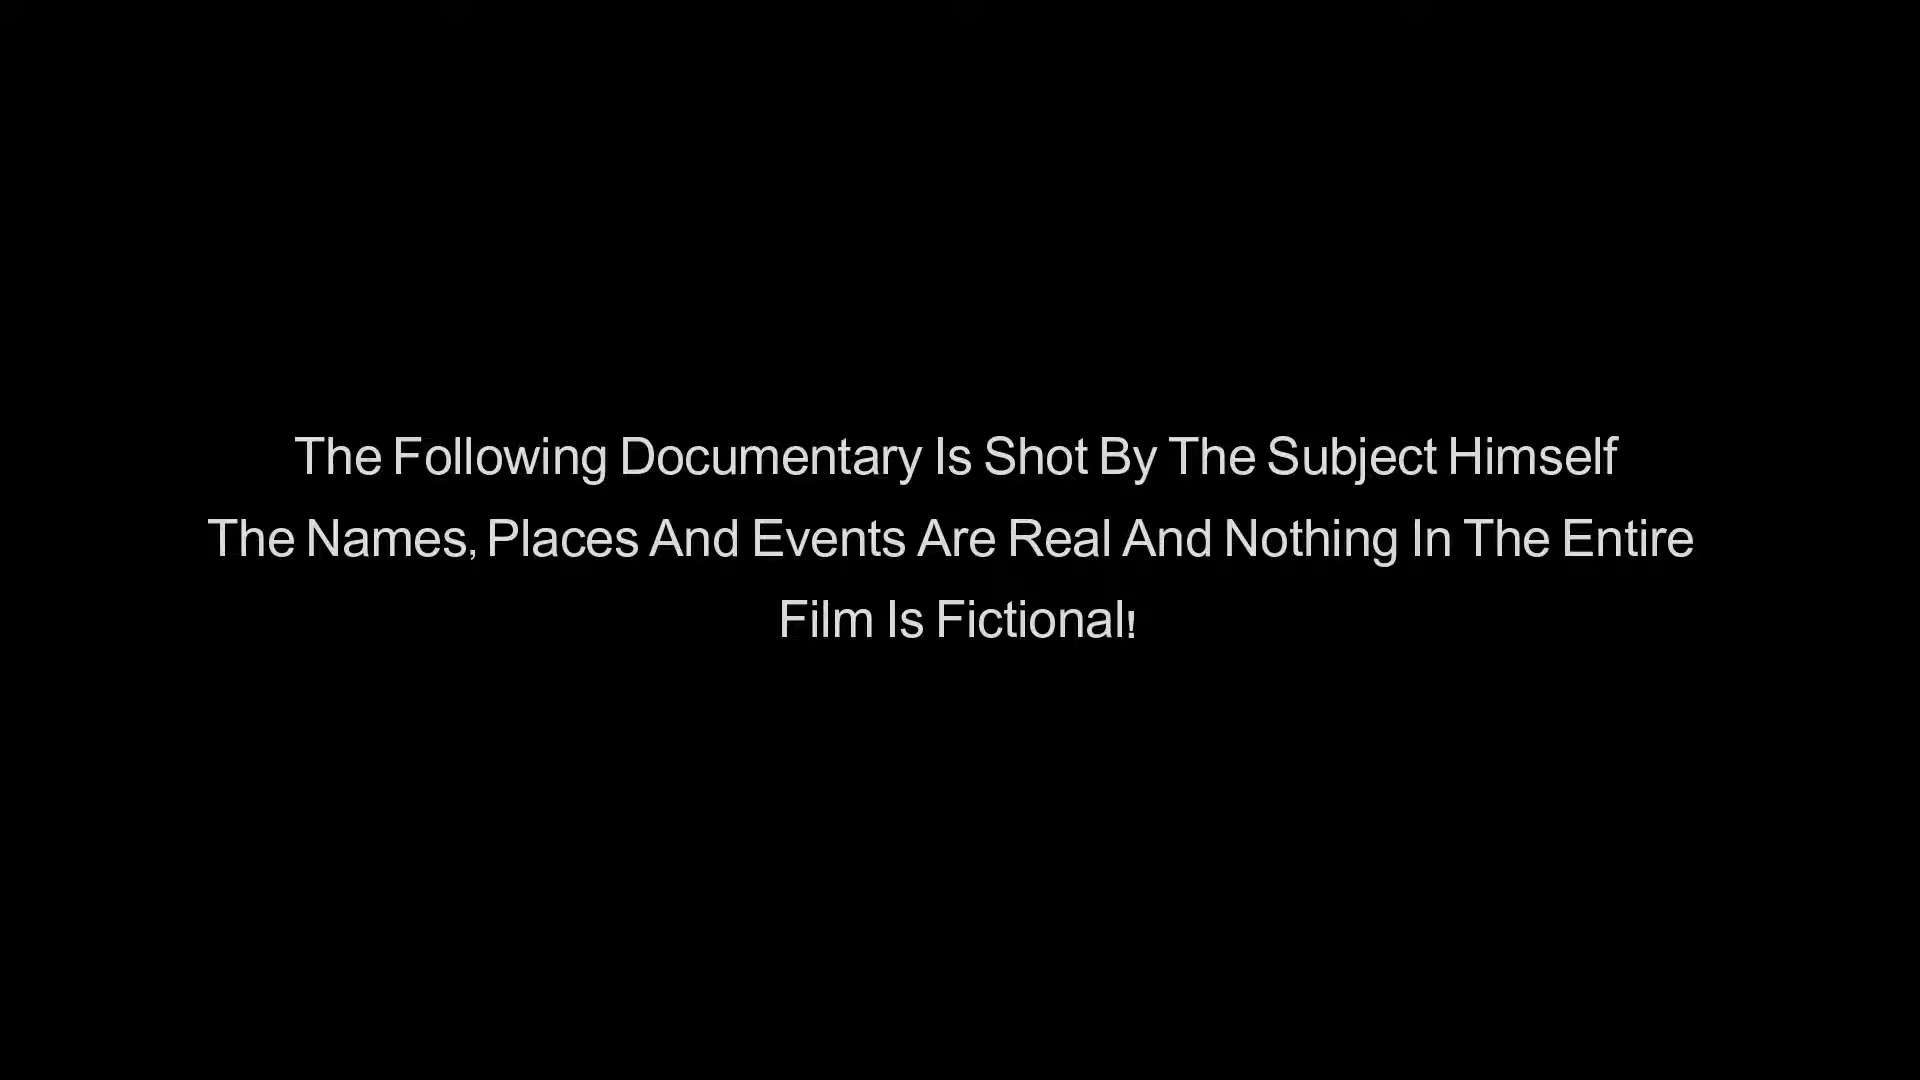 The Following Documentary Is Shot By The Subject Himself
The Names, Places And Events Are Real And Nothing In The Entire
Film Is Fictional!